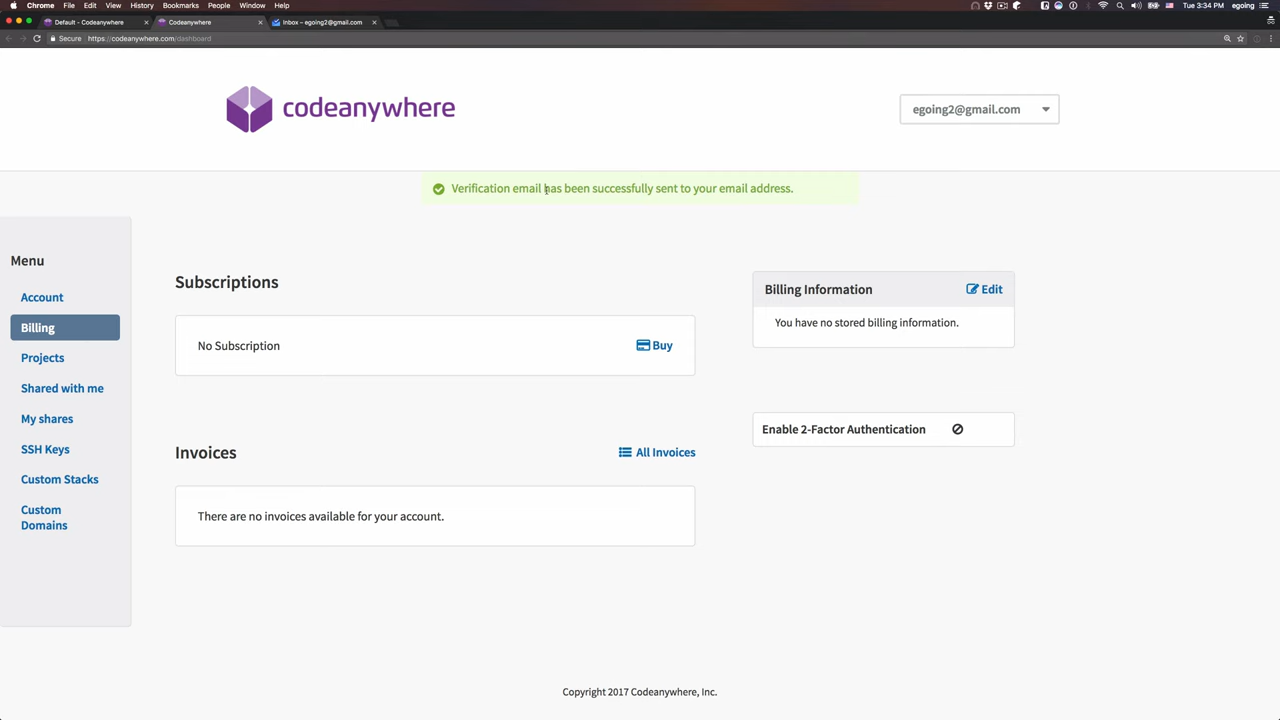 Chrome File Edit View History Bookmarks People Window Help
Tue 3:34 PM egoing
Default - Codeanywhere
Codeanywhere
Inbox - egoing2@gmail.com
Secure https://codeanywhere.com/dashboard
codeanywhere
egoing2@gmail.com
Verification email has been successfully sent to your email address.
Menu
Account
Billing
Projects
Shared with me
My shares
SSH Keys
Custom Stacks
Custom
Domains
Subscriptions
No Subscription
Buy
Invoices
All Invoices
There are no invoices available for your account.
Billing Information
Edit
You have no stored billing information.
Enable 2-Factor Authentication
Copyright 2017 Codeanywhere, Inc.